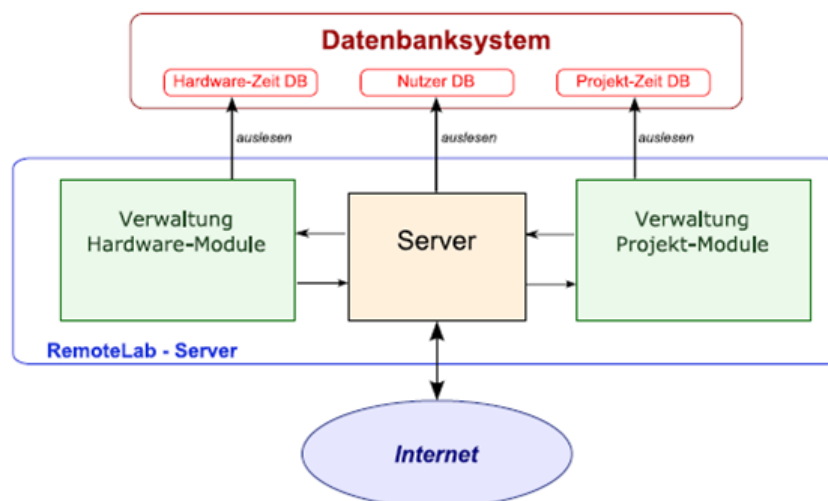 Datenbanksystem
Hardware-Zeit DB
Nutzer DB
Projekt-Zeit DB
auslesen
auslesen
auslesen
Verwaltung
Hardware-Module
Server
Verwaltung
Projekt-Module
RemoteLab - Server
Internet